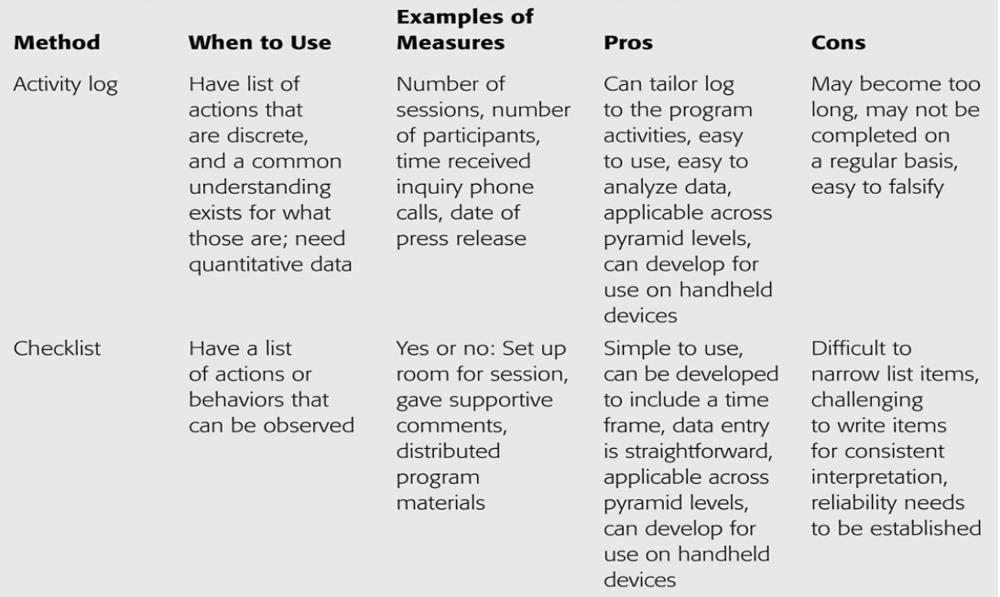 Method
When to Use
Examples of
Measures
Pros
Cons
Activity log
Have list of
actions that
are discrete,
and a common
understanding
exists for what
those are; need
quantitative data
Number of
sessions, number
of participants,
time received
inquiry phone
calls, date of
press release
Can tailor log
to the program
activities, easy
to use, easy to
analyze data,
applicable across
pyramid levels,
can develop for
use on handheld
devices
May become too
long, may not be
completed on
a regular basis,
easy to falsify
Checklist
Have a list
of actions or
behaviors that
can be observed
Yes or no: Set up
room for session,
gave supportive
comments,
distributed
program
materials
Simple to use,
can be developed
to include a time
frame, data entry
is straightforward,
applicable across
pyramid levels,
can develop for
use on handheld
devices
Difficult to
narrow list items,
challenging
to write items
for consistent
interpretation,
reliability needs
to be established